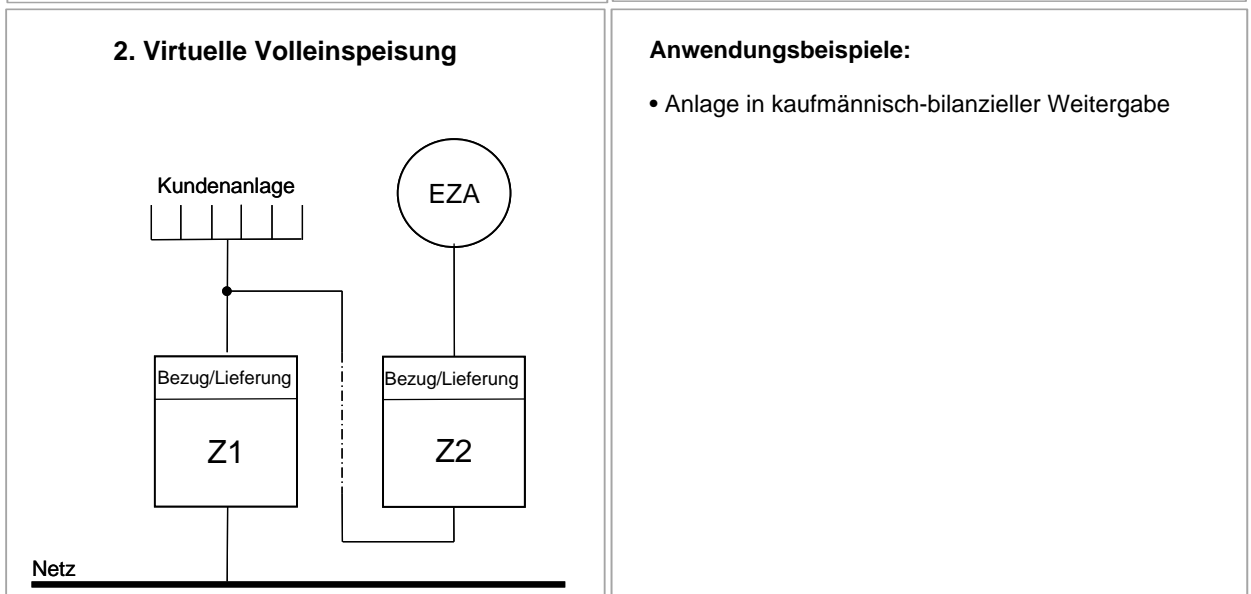 2. Virtuelle Volleinspeisung
Kundenanlage
EZA
Bezug/Lieferung
Bezug/Lieferung
Z1
Z2
Netz
Anwendungsbeispiele:
• Anlage in kaufmännisch-bilanzieller Weitergabe